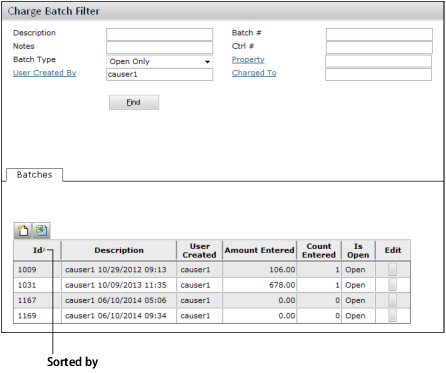 Charge Batch Filter
Description Batch #
Notes Ctrl #
Batch Type Open Only Property
User Created By causer1 Charged To
Find
Batches
Id Description User Created Amount Entered Count Entered Is Open Edit
1009 causer1 10/29/2012 09:13 causer1 106.00 1 Open
1031 causer1 10/09/2013 11:35 causer1 678.00 1 Open
1167 causer1 06/10/2014 05:06 causer1 0.00 0 Open
1169 causer1 06/10/2014 09:34 causer1 0.00 0 Open
Sorted by